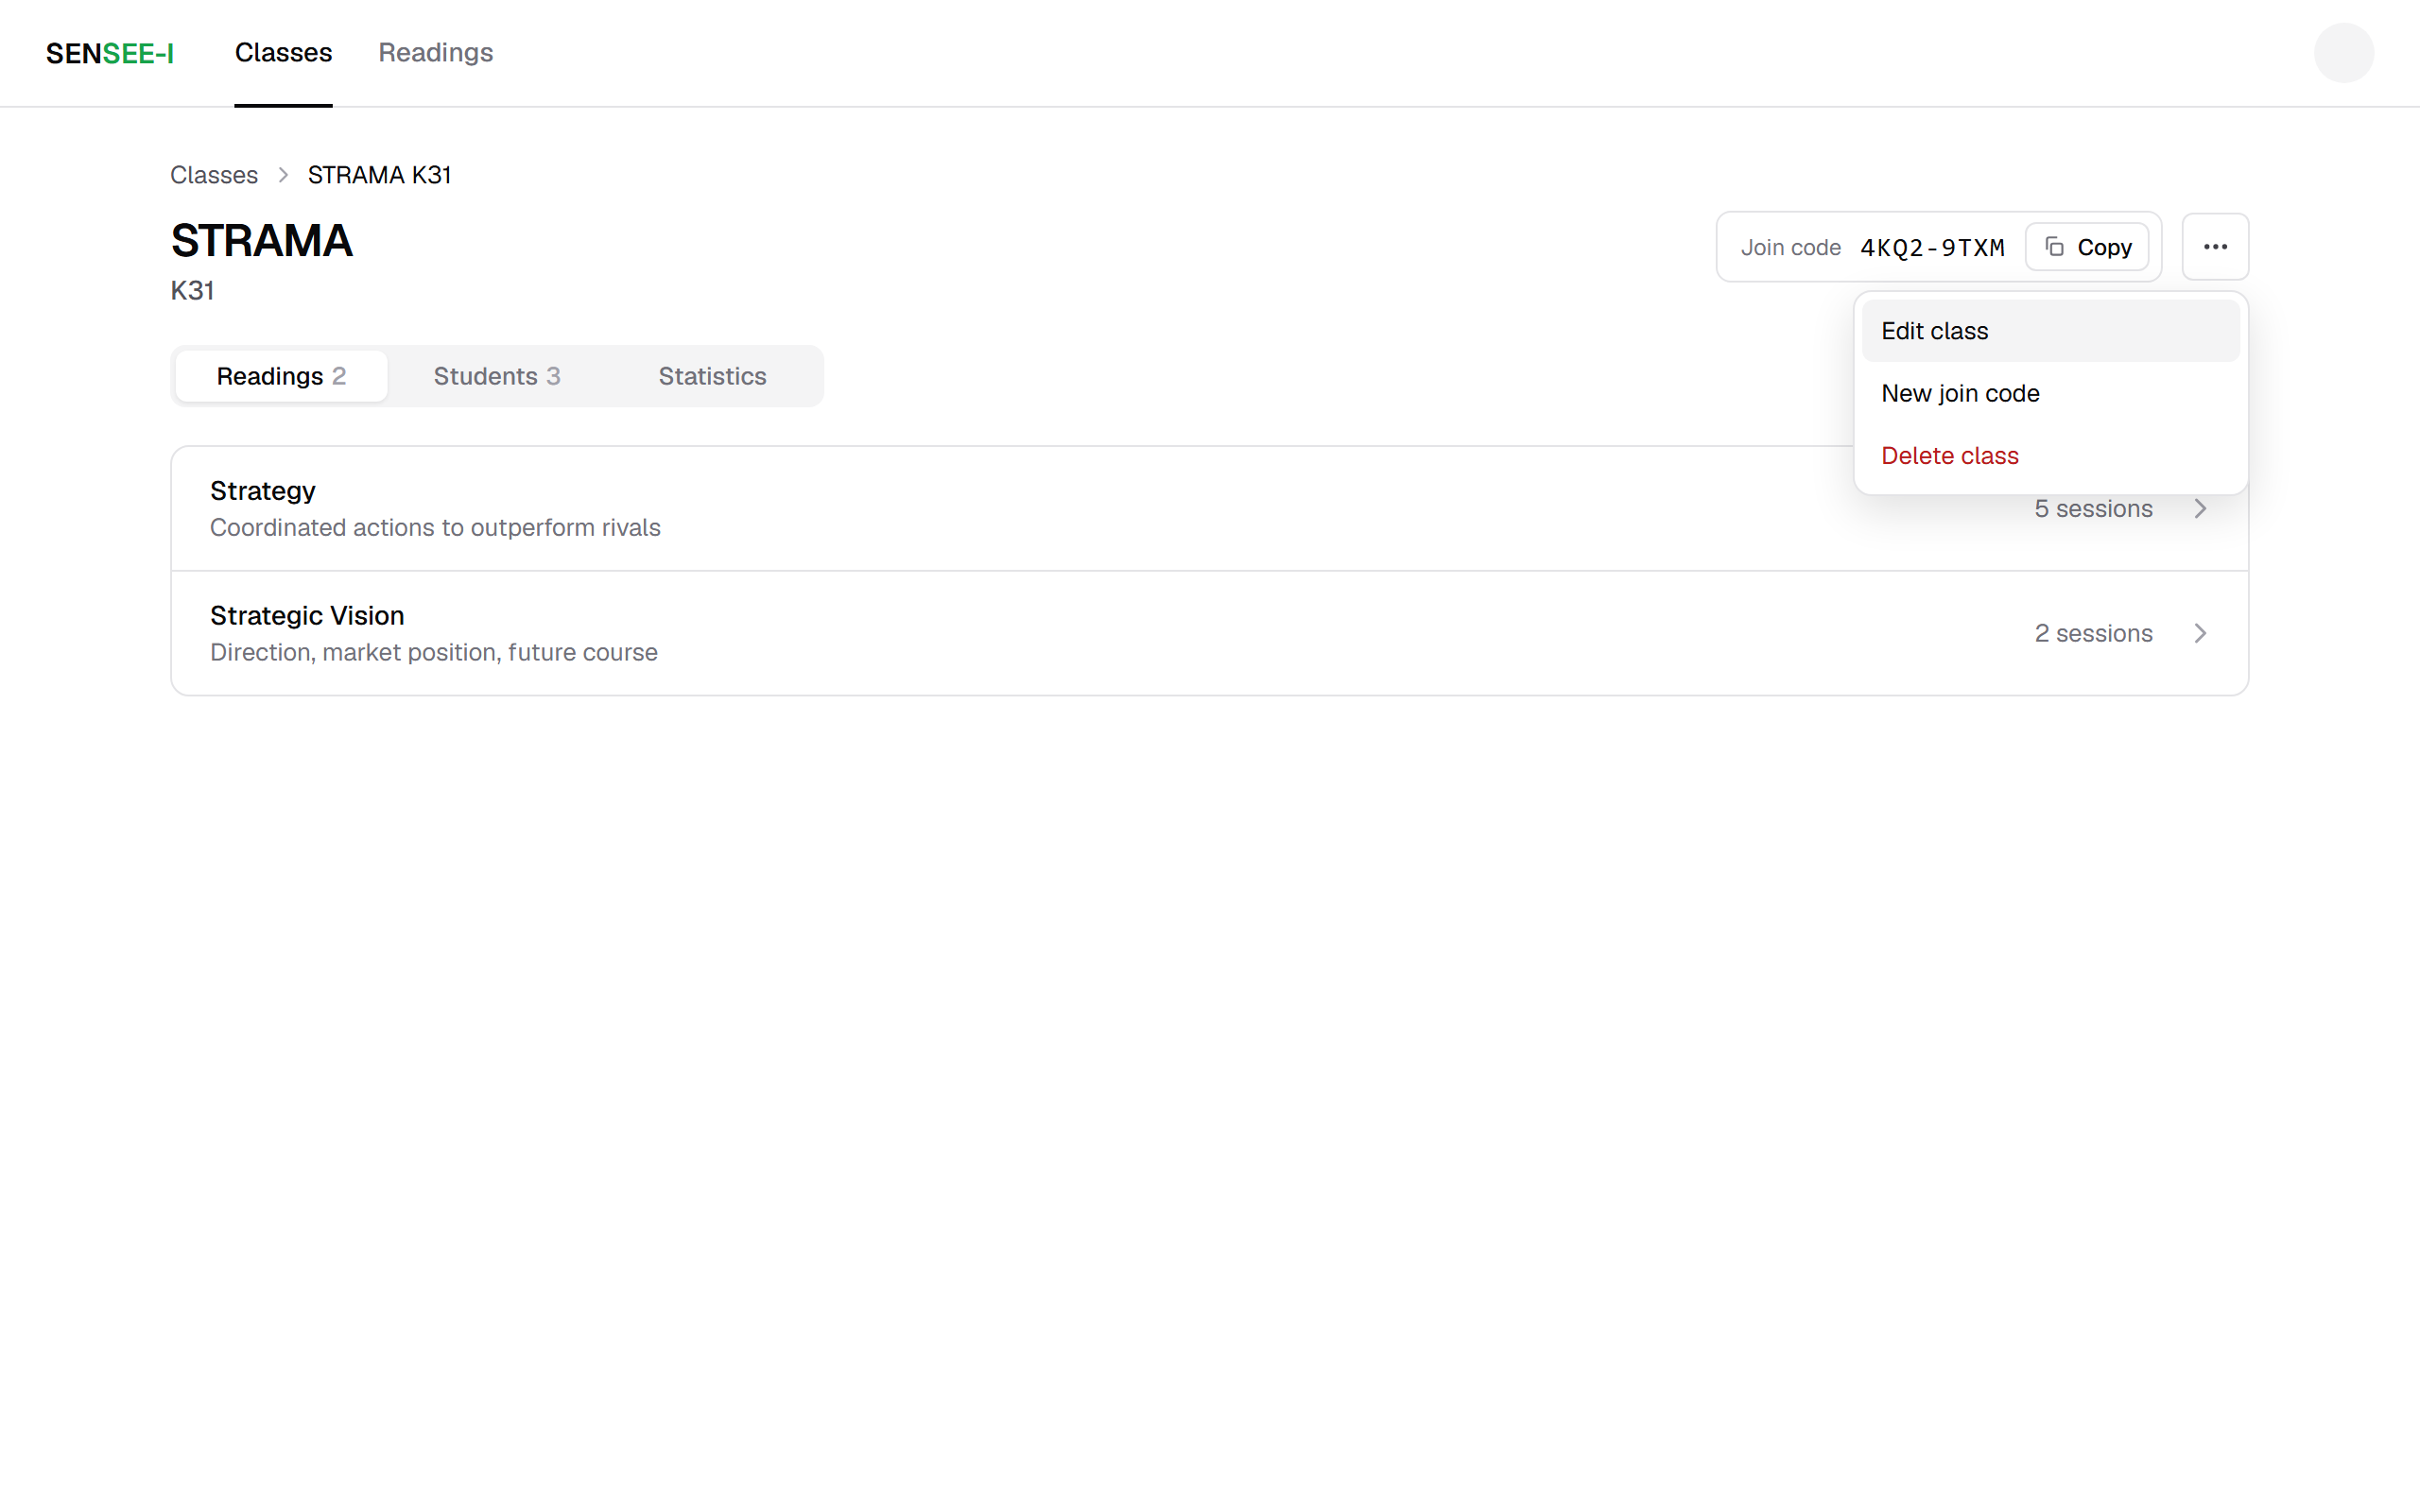 SENSEE-I Classes Readings
Classes > STRAMA K31
STRAMA
K31
Join code 4KQ2-9TXM Copy
Edit class
New join code
Delete class
Readings 2 Students 3 Statistics
Strategy
Coordinated actions to outperform rivals
5 sessions
Strategic Vision
Direction, market position, future course
2 sessions